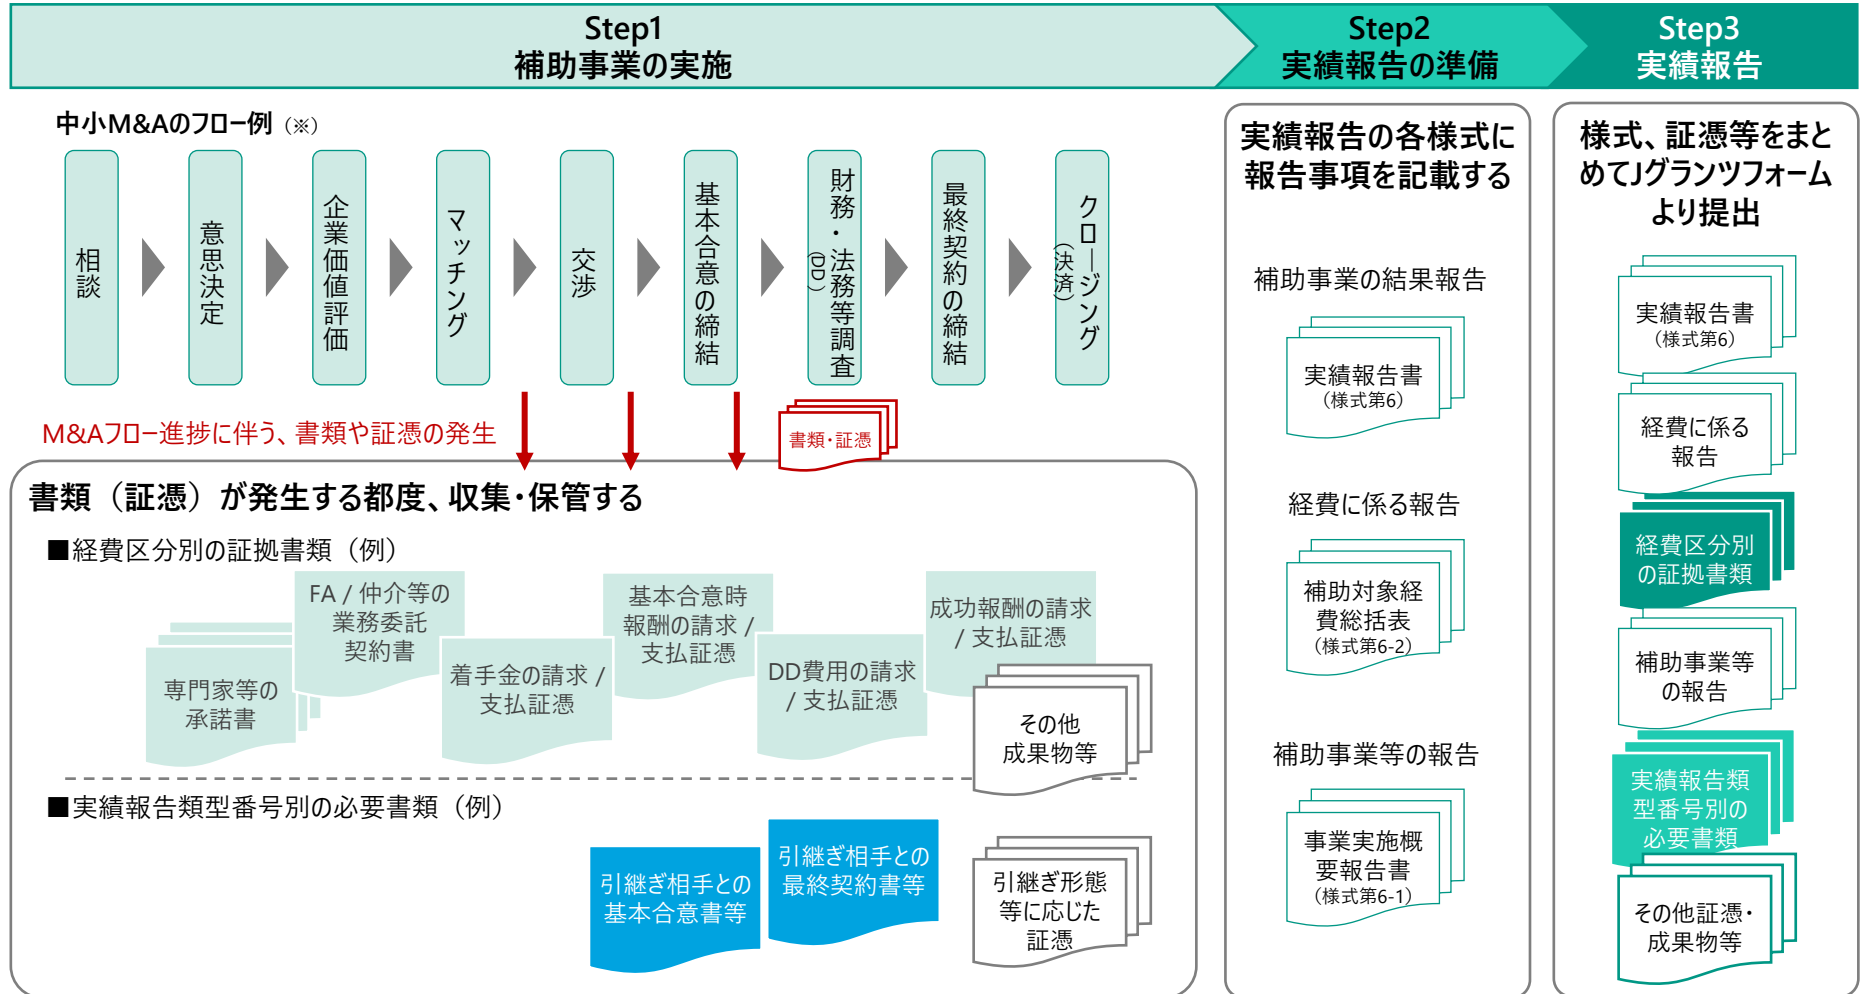 Step1
補助事業の実施
Step2
実績報告の準備
Step3
実績報告
中小M&Aのフロー例（※）
相談
意思決定
企業価値評価
マッチング
交渉
基本合意の締結
財務・法務等調査
(DD)
最終契約の締結
クロージング
(決済)
M&Aフロー進捗に伴う、書類や証憑の発生
書類・証憑
書類（証憑）が発生する都度、収集・保管する
■経費区分別の証拠書類（例）
専門家等の
承諾書
FA / 仲介等の
業務委託
契約書
着手金の請求 /
支払証憑
基本合意時
報酬の請求 /
支払証憑
DD費用の請求
/ 支払証憑
成功報酬の請求
/ 支払証憑
その他
成果物等
■実績報告類型番号別の必要書類（例）
引継ぎ相手との
基本合意書等
引継ぎ相手との
最終契約書等
引継ぎ形態
等に応じた
証憑
実績報告の各様式に
報告事項を記載する
補助事業の結果報告
実績報告書
（様式第6）
経費に係る報告
補助対象経
費総括表
（様式第6-2）
補助事業等の報告
事業実施概
要報告書
（様式第6-1）
様式、証憑等をまと
めてJグランツフォーム
より提出
実績報告書
（様式第6）
経費に係る
報告
経費区分別
の証拠書類
補助事業等
の報告
実績報告類
型番号別の
必要書類
その他証憑・
成果物等